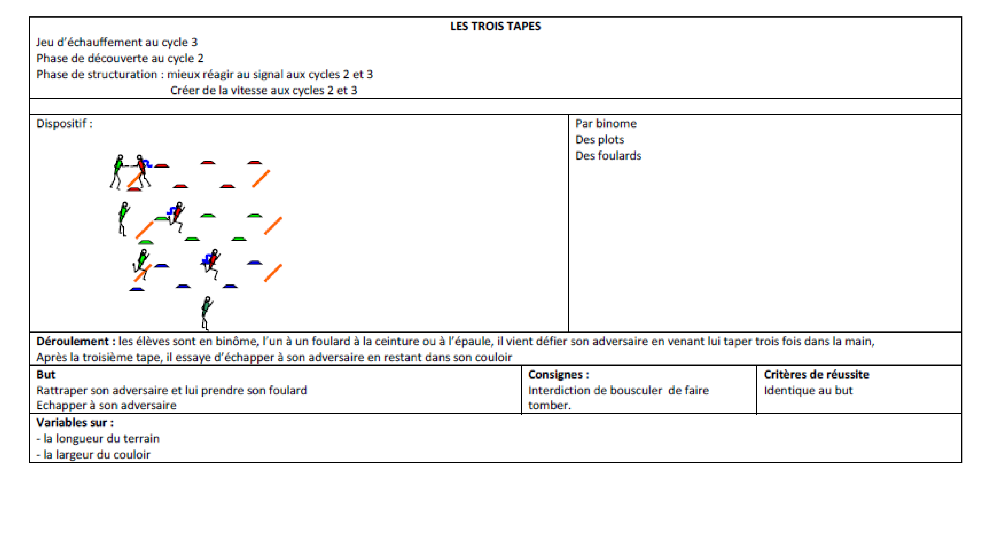 LES TROIS TAPES
Jeu d'échauffement au cycle 3
Phase de découverte au cycle 2
Phase de structuration : mieux réagir au signal aux cycles 2 et 3
Créer de la vitesse aux cycles 2 et 3
Dispositif :
Par binome
Des plots
Des foulards
Déroulement : les élèves sont en binôme, l'un à un foulard à la ceinture ou à l'épaule, il vient défier son adversaire en venant lui taper trois fois dans la main,
Après la troisième tape, il essaye d'échapper à son adversaire en restant dans son couloir
But
Rattraper son adversaire et lui prendre son foulard
Echapper à son adversaire
Consignes :
Interdiction de bousculer  de faire
tomber.
Critères de réussite
Identique au but
Variables sur :
- la longueur du terrain
- la largeur du couloir